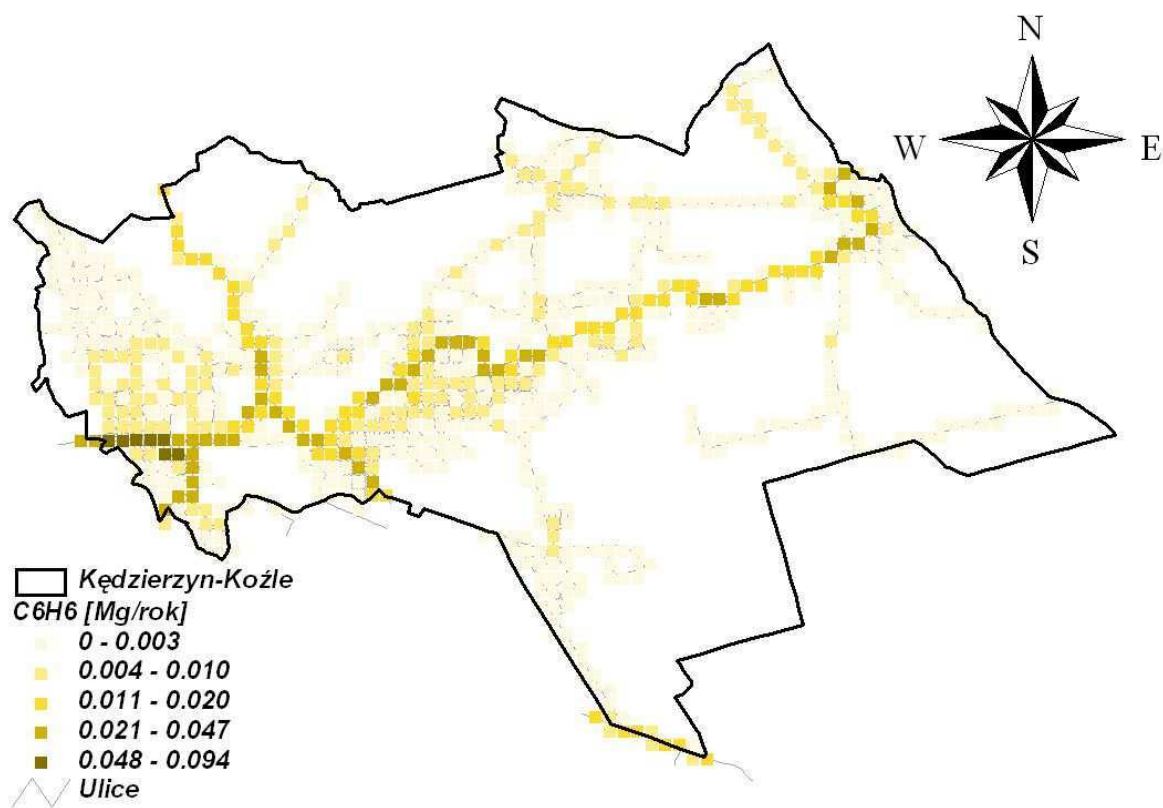 N
W
E
S
Kędzierzyn-Koźle
C6H6 [Mg/rok]
0 - 0.003
0.004 - 0.010
0.011 - 0.020
0.021 - 0.047
0.048 - 0.094
Ulice